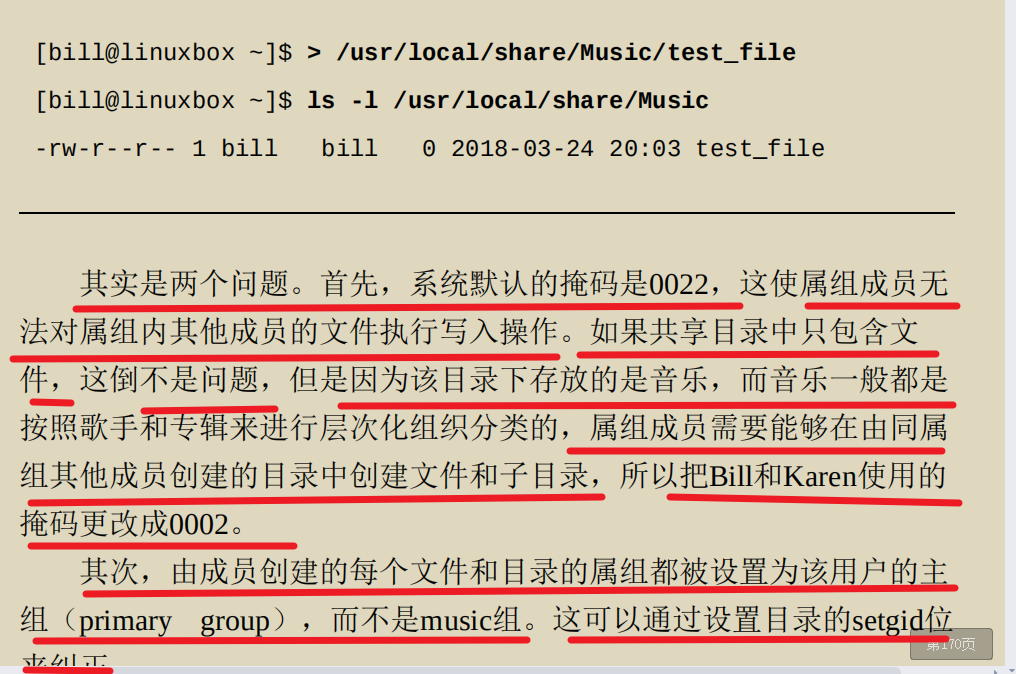 [bill@linuxbox ~]$ > /usr/local/share/Music/test_file
[bill@linuxbox ~]$ ls -l /usr/local/share/Music
-rw-r--r-- 1 bill   bill   0 2018-03-24 20:03 test_file
其实是两个问题。首先，系统默认的掩码是0022，这使属组成员无
法对属组内其他成员的文件执行写入操作。如果共享目录中只包含文
件，这倒不是问题，但是因为该目录下存放的是音乐，而音乐一般都是
按照歌手和专辑来进行层次化组织分类的，属组成员需要能够在由同属
组其他成员创建的目录中创建文件和子目录，所以把Bill和Karen使用的
掩码更改成0002。
其次，由成员创建的每个文件和目录的属组都被设置为该用户的主
组（primary group），而不是music组。这可以通过设置目录的setgid位
来纠正
第170页